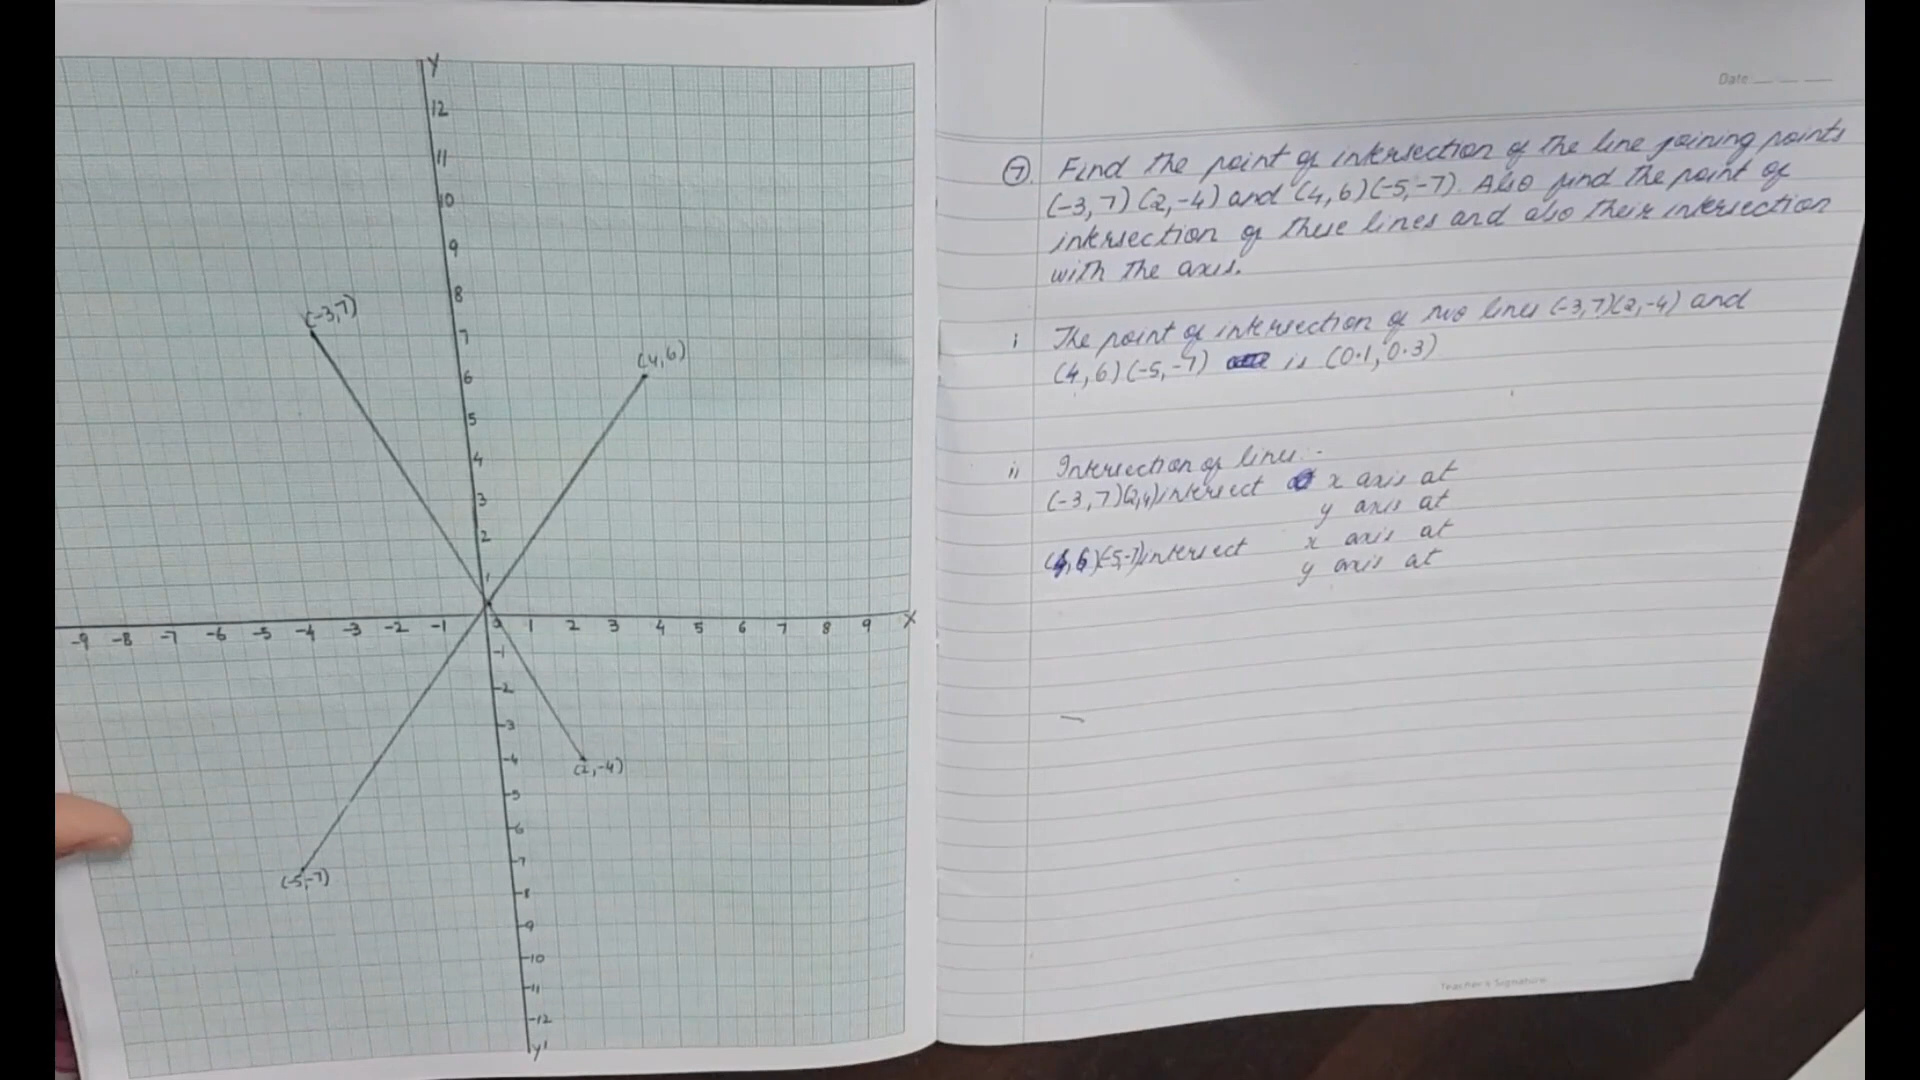 Y
12
11
10
9
8
7
6
5
4
3
2
1
(-3,7)
(4,6)
-9 -8 -7 -6 -5 -4 -3 -2 -1 0 1 2 3 4 5 6 7 8 9 X
-1
-2
-3
-4
(2,-4)
-5
-6
-7
(-5,-7)
-8
-9
-10
-11
-12
Y'
Date
⑦. Find the point of intersection of the line joining points
(-3,7) (2,-4) and (4,6) (-5,-7). Also find the point of
intersection of these lines and also their intersection
with the axis.
i The point of intersection of two lines (-3,7)(2,-4) and
(4,6) (-5,-7) is (0.1, 0.3)
ii Intersection of lines:-
(-3,7)(2,4) intersect x axis at
y axis at
(4,6)(-5,-7) intersect x axis at
y axis at
Teacher's Signature